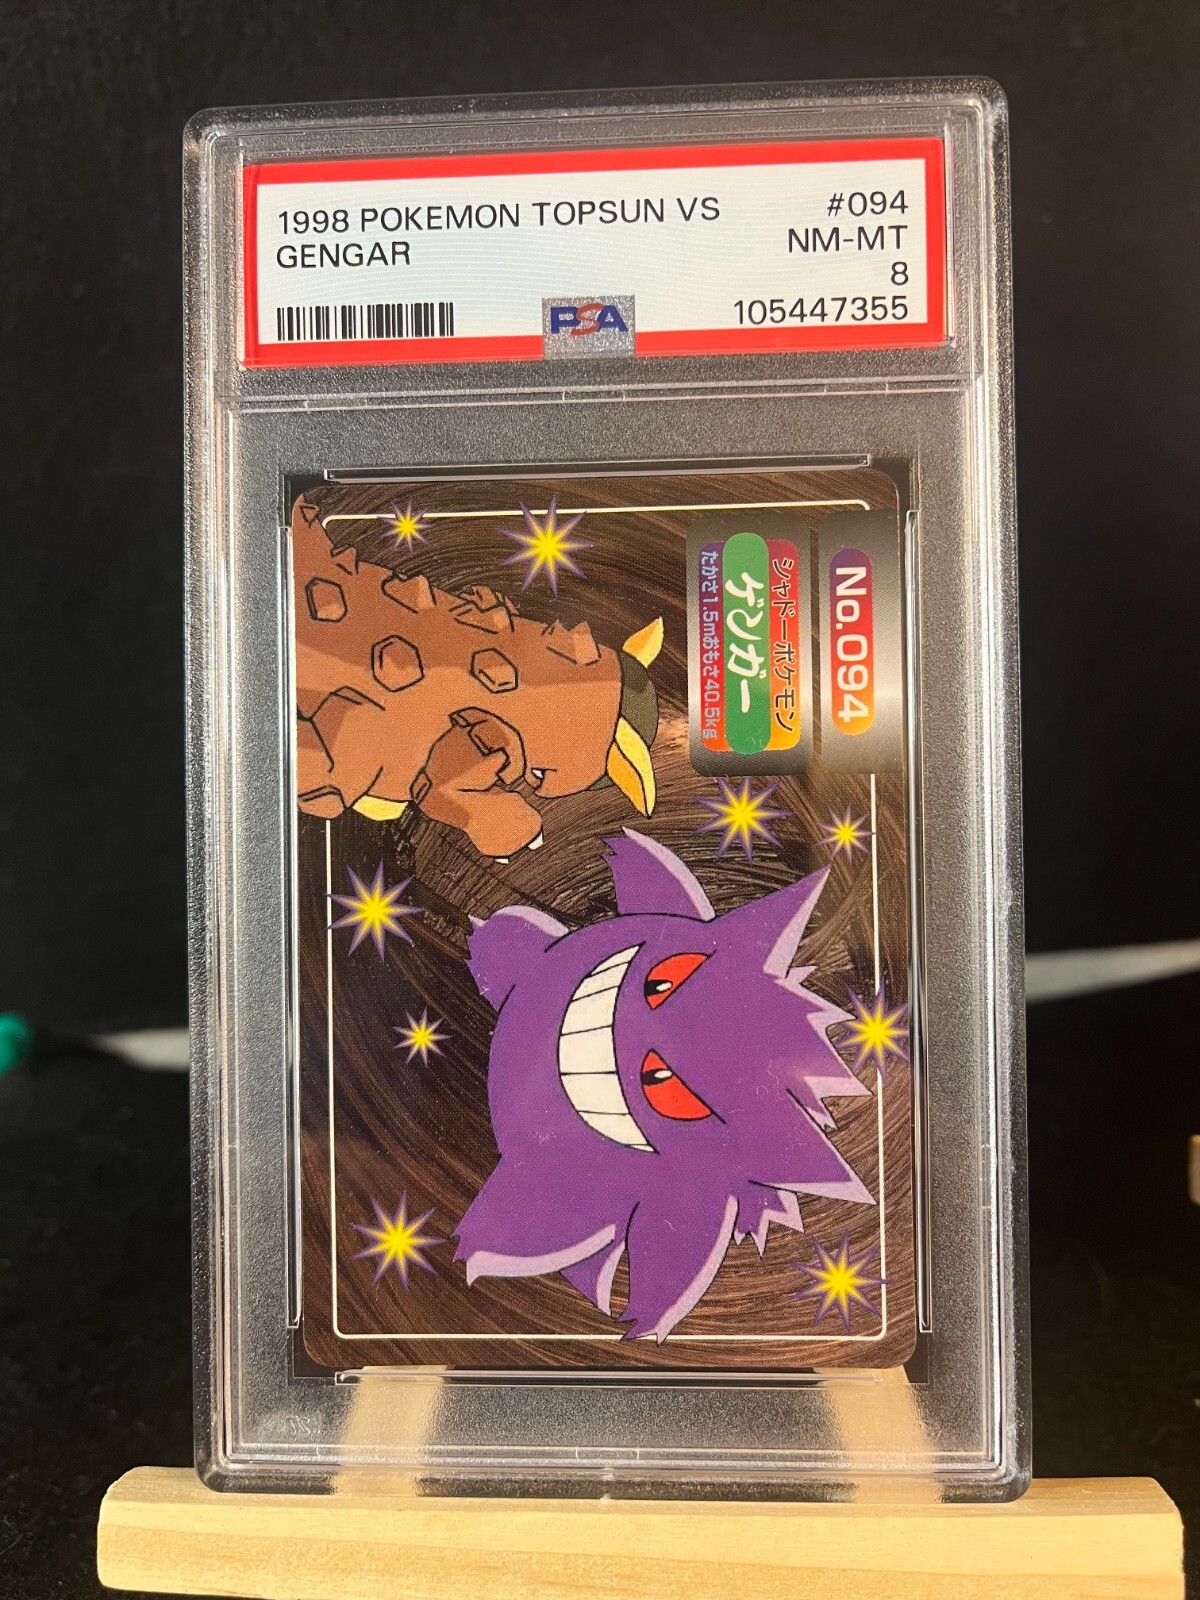 1998 POKEMON TOPSUN VS #094
GENGAR NM-MT
8
PSA 105447355
No.094
シャドーポケモン
ゲンガー
たかさ1.5mおもさ40.5kg